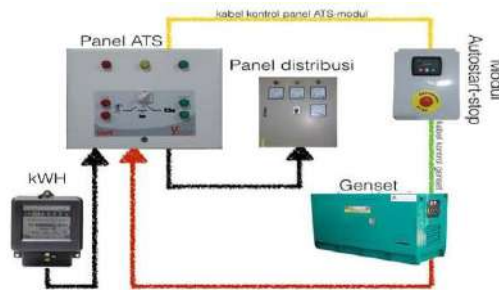 kabel kontrol panel ATS-modul
Panel ATS
Panel distribusi
Modul
Autostart-stop
kabel kontrol genset
kWH
Genset